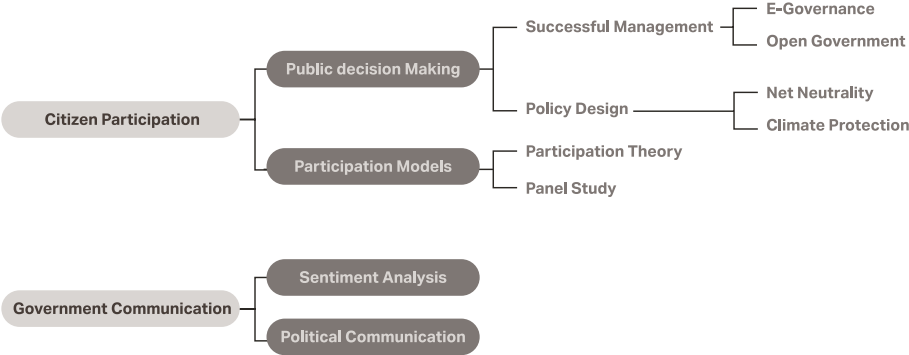 Citizen Participation
Public decision Making
Successful Management
E-Governance
Open Government
Policy Design
Net Neutrality
Climate Protection
Participation Models
Participation Theory
Panel Study
Government Communication
Sentiment Analysis
Political Communication